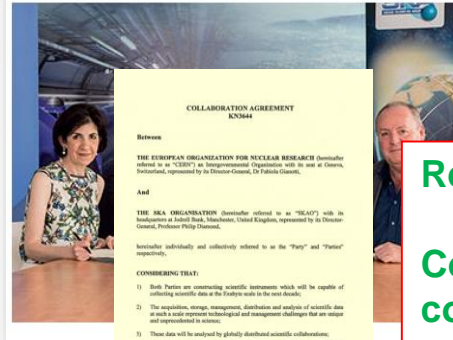 COLLABORATION AGREEMENT
KN3644
Between
THE EUROPEAN ORGANIZATION FOR NUCLEAR RESEARCH (hereinafter
referred to as "CERN") an Intergovernmental Organization with its seat at Geneva,
Switzerland, represented by its Director-General, Dr Fabiola Gianotti,
And
THE SKA ORGANISATION (hereinafter referred to as "SKAO") with its
headquarters at Jodrell Bank, Manchester, United Kingdom, represented by its Director-
General, Professor Philip Diamond,
hereinafter individually and collectively referred to as the "Party" and "Parties"
respectively,
CONSIDERING THAT:
1) Both Parties are constructing scientific instruments which will be capable of
collecting scientific data at the Exabyte scale in the next decade;
2) The acquisition, storage, management, distribution and analysis of scientific data
at such a scale represent technological and management challenges that are unique
and unprecedented in science;
3) These data will be analysed by globally distributed scientific collaborations;
Re
Co
co